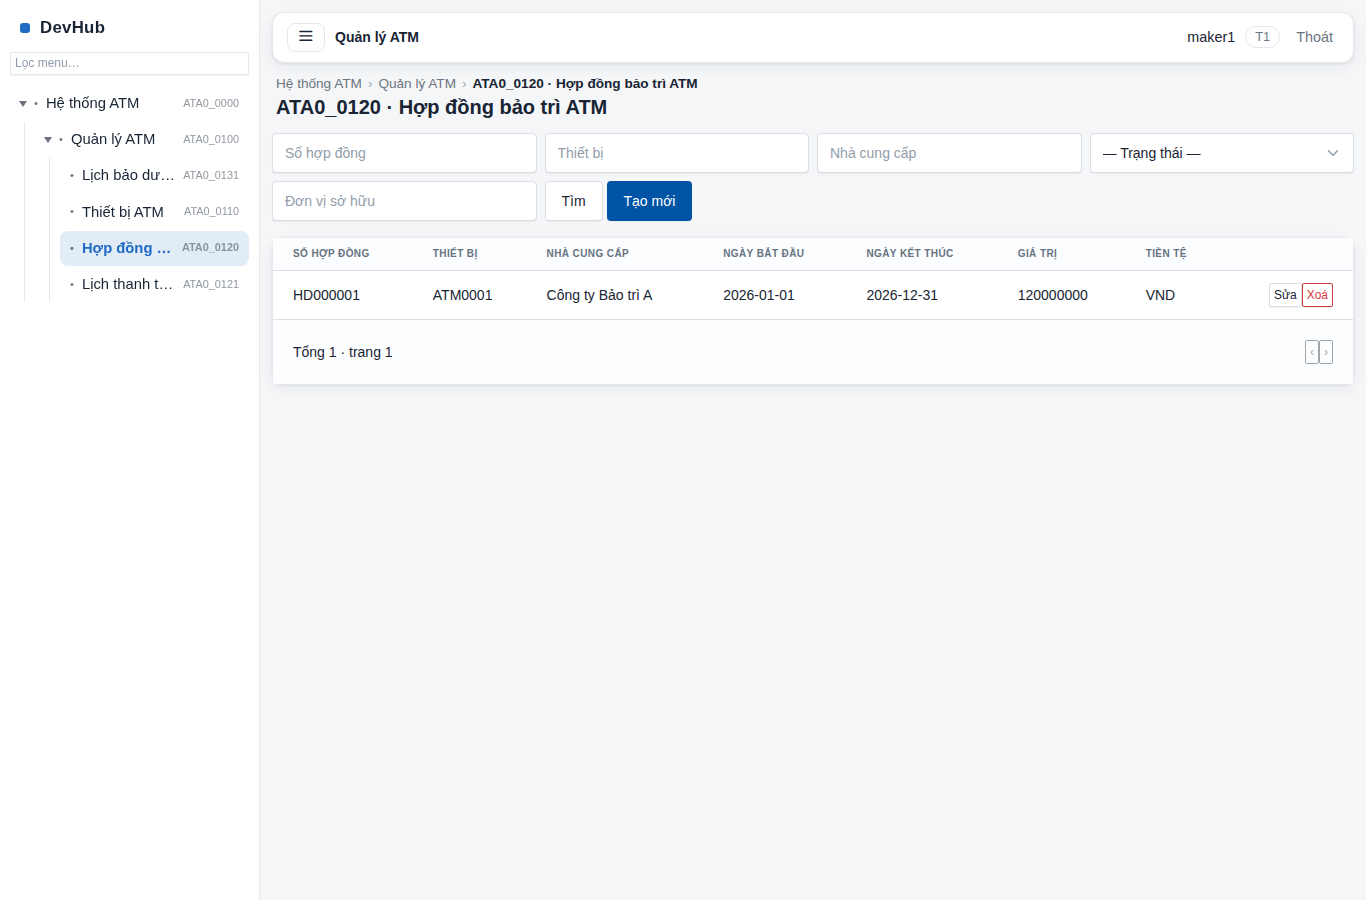 DevHub
Lọc menu…
Hệ thống ATM ATA0_0000
Quản lý ATM ATA0_0100
Lịch bảo dư… ATA0_0131
Thiết bị ATM ATA0_0110
Hợp đồng … ATA0_0120
Lịch thanh t… ATA0_0121
Quản lý ATM
maker1 T1 Thoát
Hệ thống ATM › Quản lý ATM › ATA0_0120 · Hợp đồng bảo trì ATM
ATA0_0120 · Hợp đồng bảo trì ATM
Số hợp đồng Thiết bị Nhà cung cấp — Trạng thái —
Đơn vị sở hữu Tìm Tạo mới
SỐ HỢP ĐỒNG THIẾT BỊ NHÀ CUNG CẤP NGÀY BẮT ĐẦU NGÀY KẾT THÚC GIÁ TRỊ TIỀN TỆ
HD000001 ATM0001 Công ty Bảo trì A 2026-01-01 2026-12-31 120000000 VND Sửa Xoá
Tổng 1 · trang 1 ‹ ›